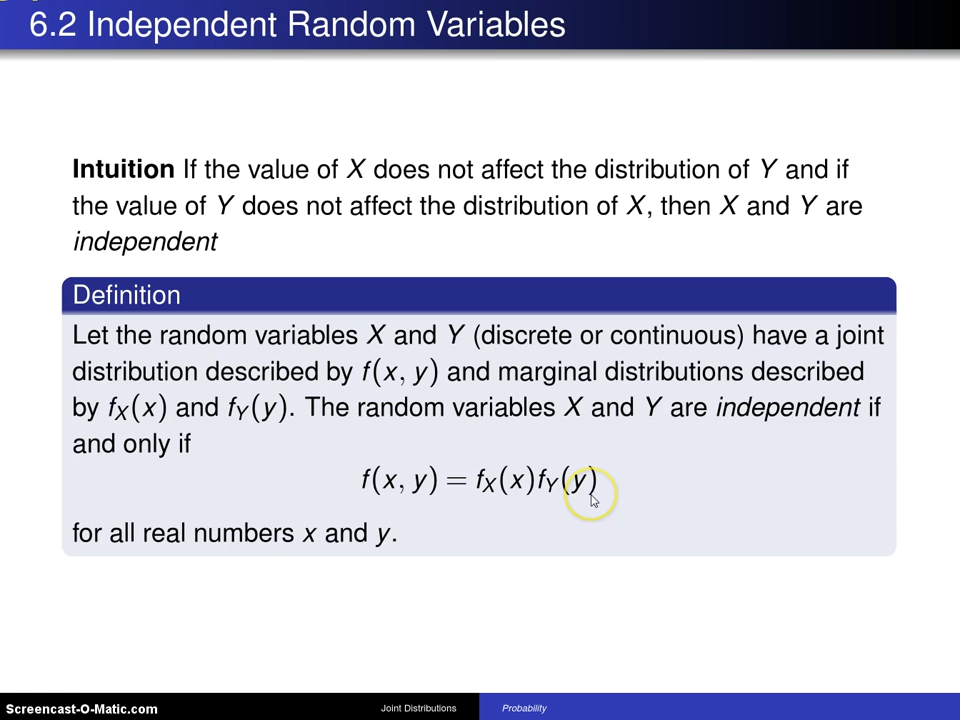 6.2 Independent Random Variables
Intuition If the value of X does not affect the distribution of Y and if
the value of Y does not affect the distribution of X, then X and Y are
independent
Definition
Let the random variables X and Y (discrete or continuous) have a joint
distribution described by f(x, y) and marginal distributions described
by f_X(x) and f_Y(y). The random variables X and Y are independent if
and only if
f(x, y) = f_X(x)f_Y(y)
for all real numbers x and y.
Screencast-O-Matic.com
Joint Distributions
Probability